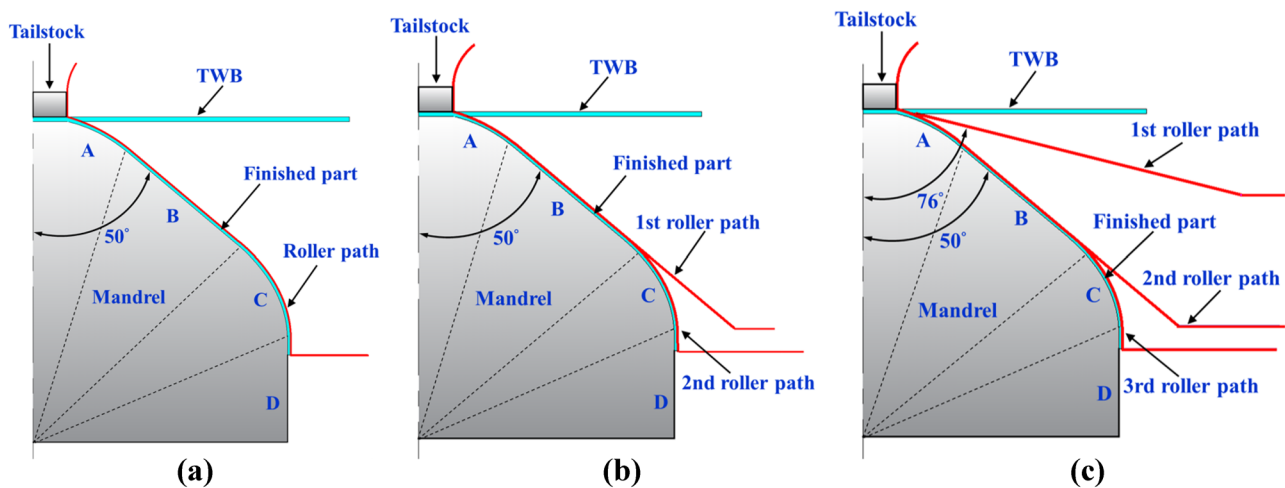 Tailstock
TWB
A
Finished part
B
50°
Roller path
C
Mandrel
D
(a)
Tailstock
TWB
A
Finished part
B
1st roller path
50°
C
Mandrel
2nd roller path
D
(b)
Tailstock
TWB
1st roller path
A
76°
B
Finished part
50°
2nd roller path
C
Mandrel
3rd roller path
D
(c)